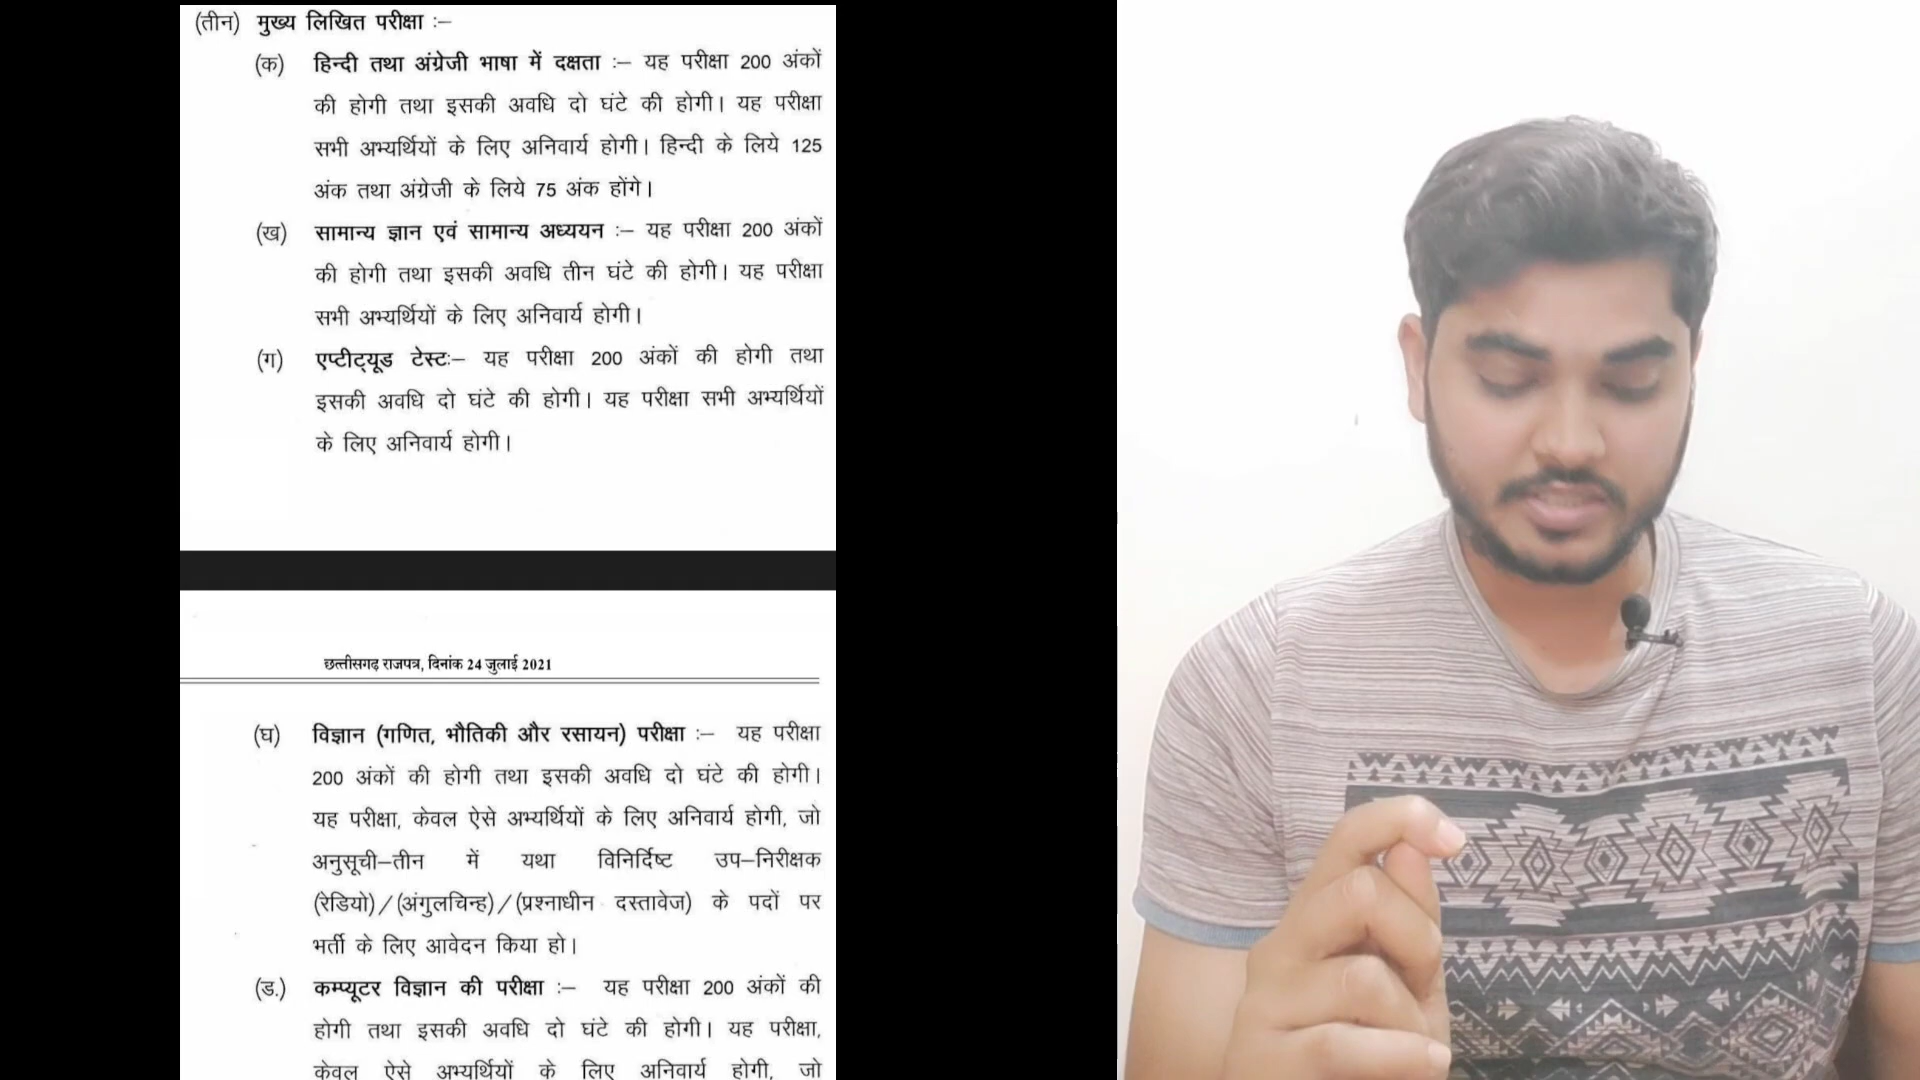 (तीन) मुख्य लिखित परीक्षा :–
(क) हिन्दी तथा अंग्रेजी भाषा में दक्षता :– यह परीक्षा 200 अंकों
की होगी तथा इसकी अवधि दो घंटे की होगी। यह परीक्षा
सभी अभ्यर्थियों के लिए अनिवार्य होगी। हिन्दी के लिये 125
अंक तथा अंग्रेजी के लिये 75 अंक होंगे।
(ख) सामान्य ज्ञान एवं सामान्य अध्ययन :– यह परीक्षा 200 अंकों
की होगी तथा इसकी अवधि तीन घंटे की होगी। यह परीक्षा
सभी अभ्यर्थियों के लिए अनिवार्य होगी।
(ग) एप्टीट्यूड टेस्टः– यह परीक्षा 200 अंकों की होगी तथा
इसकी अवधि दो घंटे की होगी। यह परीक्षा सभी अभ्यर्थियों
के लिए अनिवार्य होगी।
छत्तीसगढ़ राजपत्र, दिनांक 24 जुलाई 2021
(घ) विज्ञान (गणित, भौतिकी और रसायन) परीक्षा :– यह परीक्षा
200 अंकों की होगी तथा इसकी अवधि दो घंटे की होगी।
यह परीक्षा, केवल ऐसे अभ्यर्थियों के लिए अनिवार्य होगी, जो
अनुसूची–तीन में यथा विनिर्दिष्ट उप–निरीक्षक
(रेडियो)/(अंगुलचिन्ह)/(प्रश्नाधीन दस्तावेज) के पदों पर
भर्ती के लिए आवेदन किया हो।
(ड.) कम्प्यूटर विज्ञान की परीक्षा :– यह परीक्षा 200 अंकों की
होगी तथा इसकी अवधि दो घंटे की होगी। यह परीक्षा,
केवल ऐसे अभ्यर्थियों के लिए अनिवार्य होगी, जो